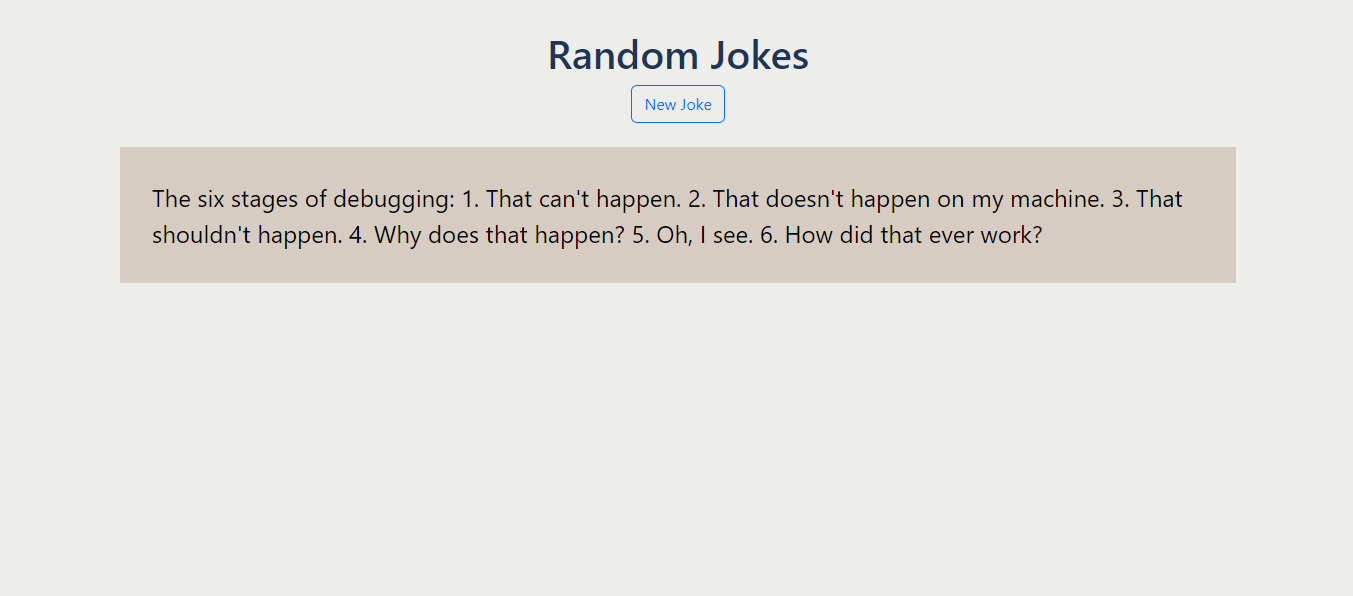 Random Jokes
New Joke
The six stages of debugging: 1. That can't happen. 2. That doesn't happen on my machine. 3. That
shouldn't happen. 4. Why does that happen? 5. Oh, I see. 6. How did that ever work?